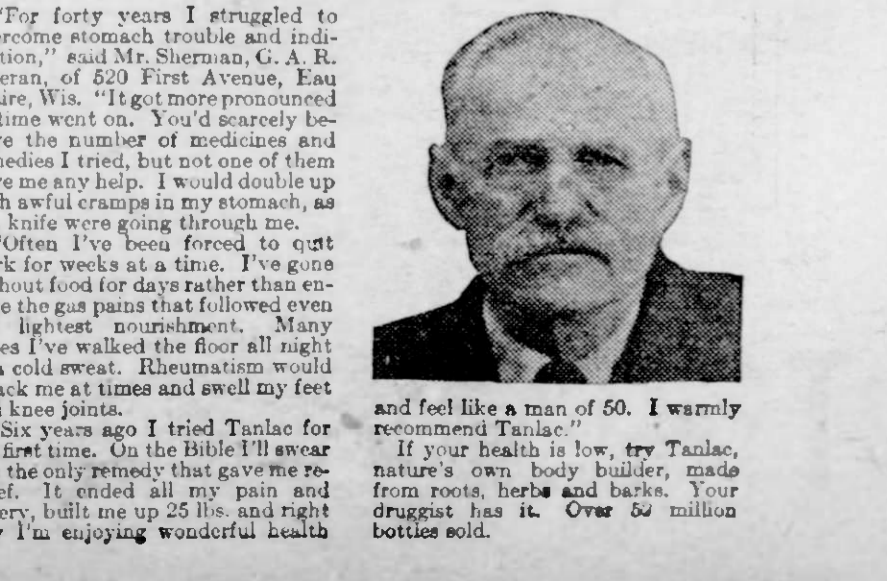 "For forty years I struggled to
ercome stomach trouble and indi-
tion," said Mr. Sherman, G. A. R.
eran, of 520 First Avenue, Eau
ire, Wis. "It got more pronounced
time went on. You'd scarcely be-
ve the number of medicines and
nedies I tried, but not one of them
ve me any help. I would double up
h awful cramps in my stomach, as
knife were going through me.
"Often I've been forced to quit
rk for weeks at a time. I've gone
hout food for days rather than en-
e the gas pains that followed even
lightest nourishment. Many
es I've walked the floor all night
a cold sweat. Rheumatism would
ack me at times and swell my feet
knee joints.
Six years ago I tried Tanlac for
first time. On the Bible I'll swear
the only remedy that gave me re-
ef. It ended all my pain and
ery, built me up 25 lbs. and right
I'm enjoying wonderful health
and feel like a man of 50. I warmly
recommend Tanlac."
If your health is low, try Tanlac,
nature's own body builder, made
from roots, herbs and barks. Your
druggist has it. Over 52 million
bottles sold.